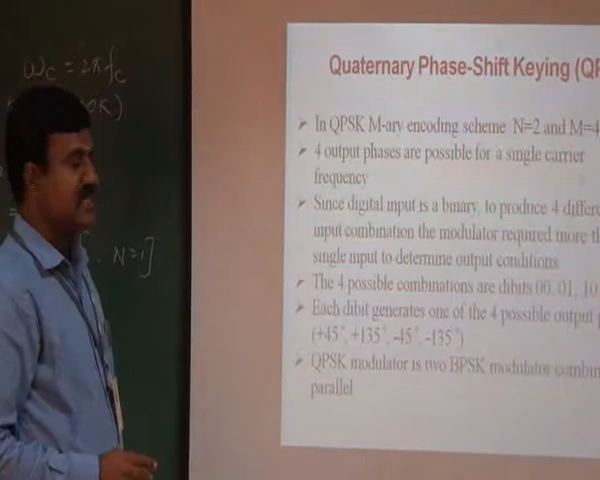 ωc = 2π fc
OK)
. N=1]
Quaternary Phase-Shift Keying (QP
➢ In QPSK M-ary encoding scheme N=2 and M=4
➢ 4 output phases are possible for a single carrier
frequency
➢ Since digital input is a binary, to produce 4 differe
input combination the modulator required more th
single input to determine output conditions
➢ The 4 possible combinations are dibits 00, 01, 10
➢ Each dibit generates one of the 4 possible output p
(+45°, +135°, -45°, -135°)
➢ QPSK modulator is two BPSK modulator combin
parallel